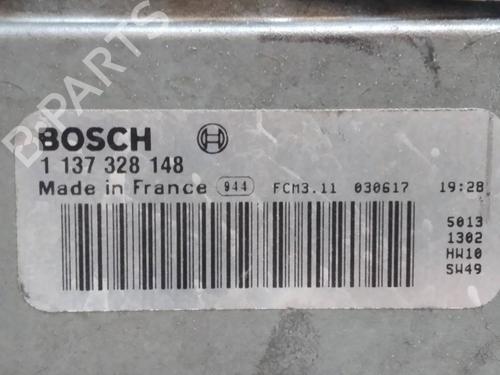 B-PARTS
BOSCH
1 137 328 148
Made in France 944 FCM3.11 030617 19:28
5013
1302
HW10
SW49